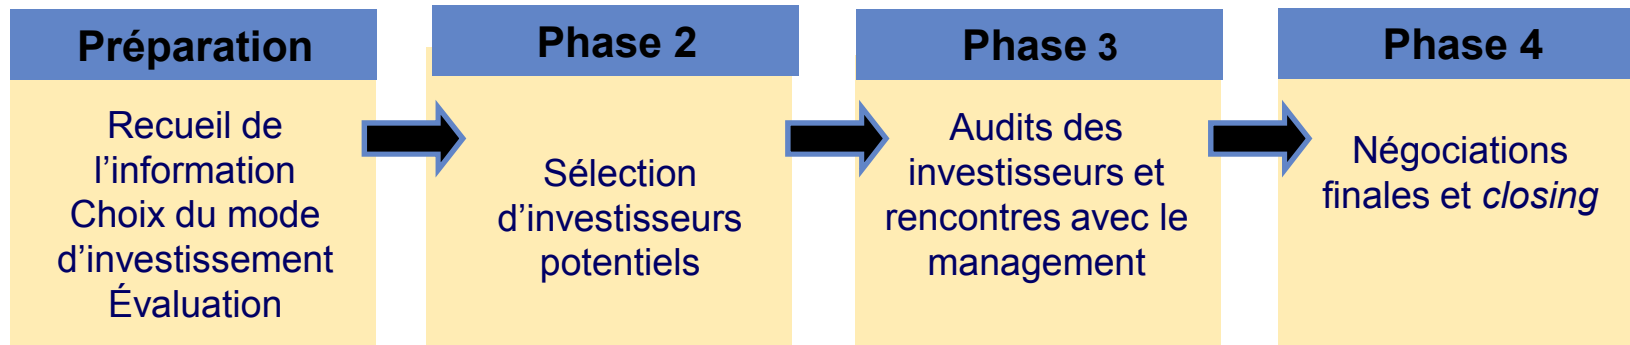 Préparation
Recueil de
l’information
Choix du mode
d’investissement
Évaluation
Phase 2
Sélection
d’investisseurs
potentiels
Phase 3
Audits des
investisseurs et
rencontres avec le
management
Phase 4
Négociations
finales et closing